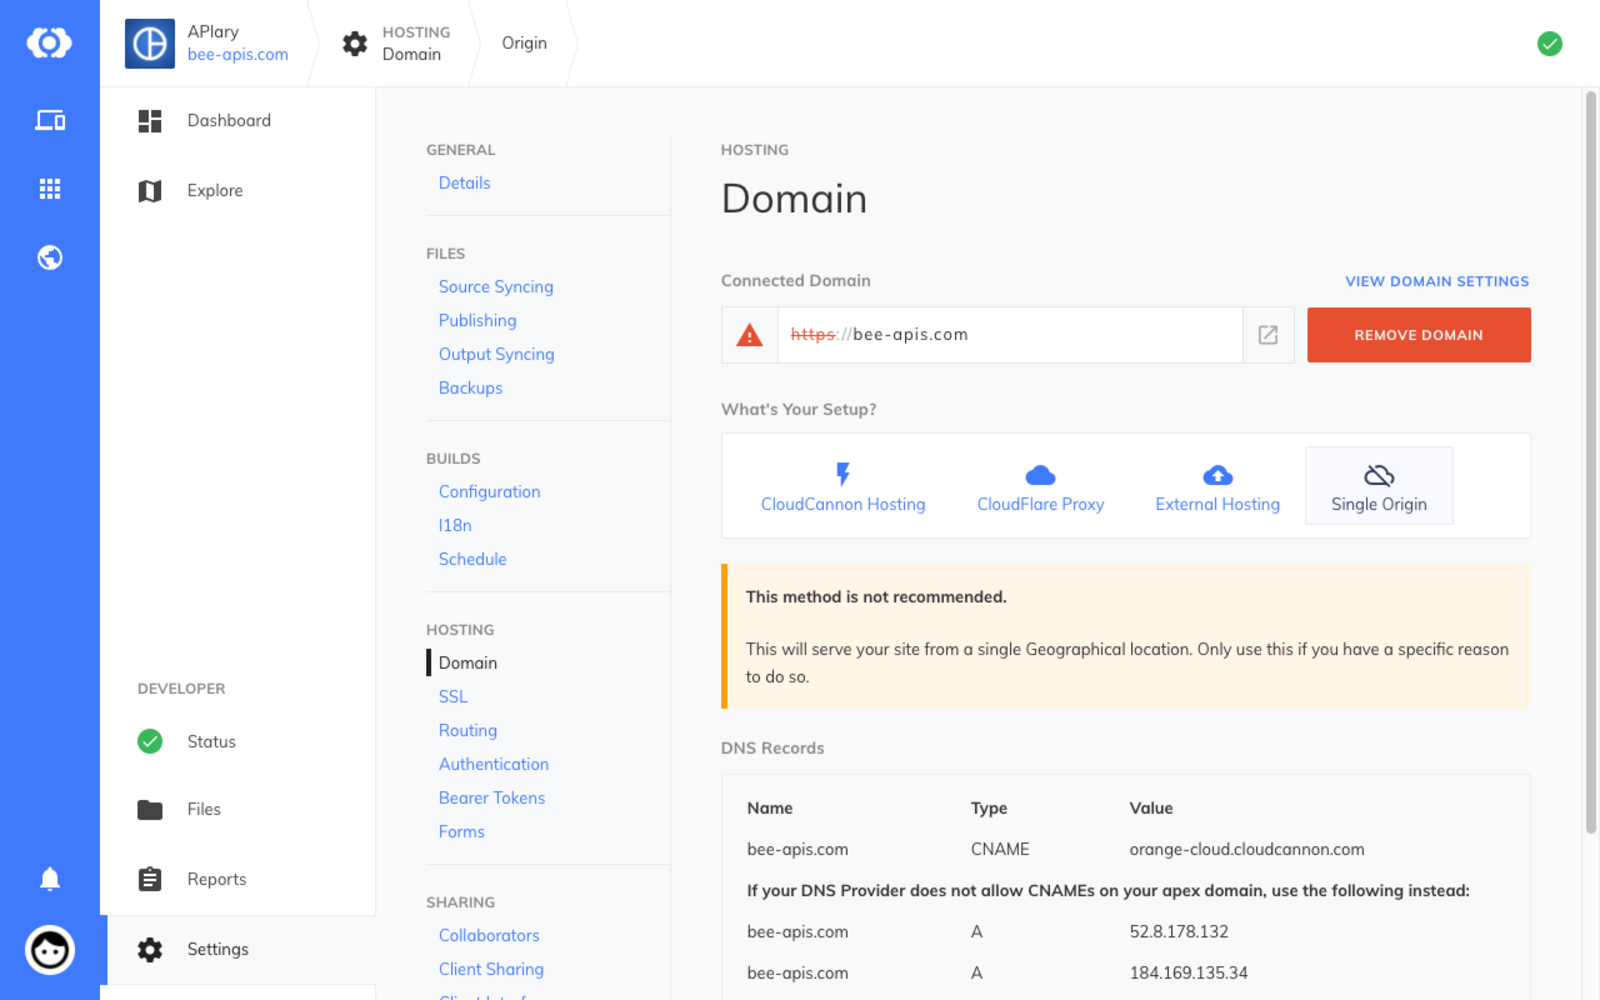 APIary
bee-apis.com
HOSTING
Domain
Origin
Dashboard
Explore
DEVELOPER
Status
Files
Reports
Settings
GENERAL
Details
FILES
Source Syncing
Publishing
Output Syncing
Backups
BUILDS
Configuration
I18n
Schedule
HOSTING
Domain
SSL
Routing
Authentication
Bearer Tokens
Forms
SHARING
Collaborators
Client Sharing
HOSTING
Domain
Connected Domain
VIEW DOMAIN SETTINGS
https://bee-apis.com
REMOVE DOMAIN
What's Your Setup?
CloudCannon Hosting
CloudFlare Proxy
External Hosting
Single Origin
This method is not recommended.
This will serve your site from a single Geographical location. Only use this if you have a specific reason
to do so.
DNS Records
Name Type Value
bee-apis.com CNAME orange-cloud.cloudcannon.com
If your DNS Provider does not allow CNAMEs on your apex domain, use the following instead:
bee-apis.com A 52.8.178.132
bee-apis.com A 184.169.135.34